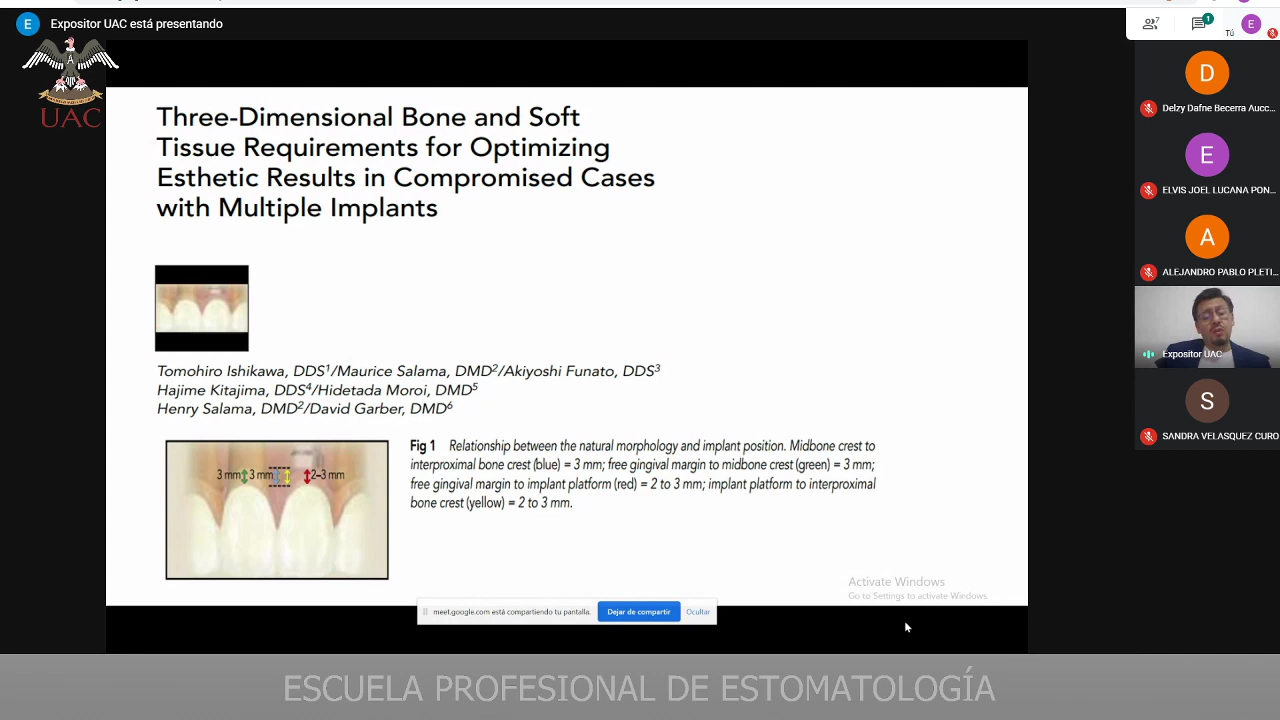 E Expositor UAC está presentando
7
1
Tú
E
UAC
Three-Dimensional Bone and Soft
Tissue Requirements for Optimizing
Esthetic Results in Compromised Cases
with Multiple Implants
Tomohiro Ishikawa, DDS1/Maurice Salama, DMD2/Akiyoshi Funato, DDS3
Hajime Kitajima, DDS4/Hidetada Moroi, DMD5
Henry Salama, DMD2/David Garber, DMD6
3 mm 3 mm 2–3 mm
Fig 1 Relationship between the natural morphology and implant position. Midbone crest to
interproximal bone crest (blue) = 3 mm; free gingival margin to midbone crest (green) = 3 mm;
free gingival margin to implant platform (red) = 2 to 3 mm; implant platform to interproximal
bone crest (yellow) = 2 to 3 mm.
Activate Windows
Go to Settings to activate Windows.
meet.google.com está compartiendo tu pantalla. Dejar de compartir Ocultar
D
Delzy Dafne Becerra Aucc...
E
ELVIS JOEL LUCANA PON...
A
ALEJANDRO PABLO PLETI...
Expositor UAC
S
SANDRA VELASQUEZ CURO
ESCUELA PROFESIONAL DE ESTOMATOLOGÍA